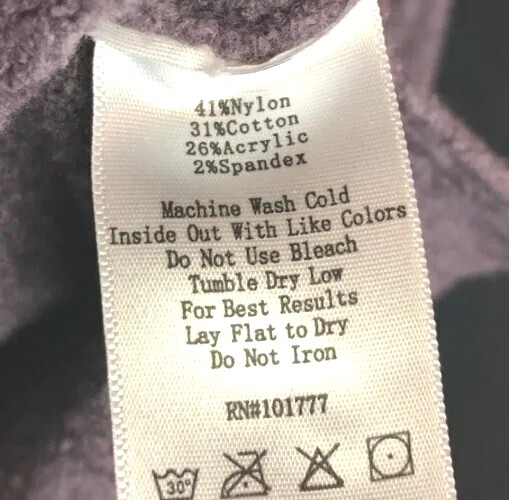 41%Nylon
31%Cotton
26%Acrylic
2%Spandex
Machine Wash Cold
Inside Out With Like Colors
Do Not Use Bleach
Tumble Dry Low
For Best Results
Lay Flat to Dry
Do Not Iron
RN#101777
30°